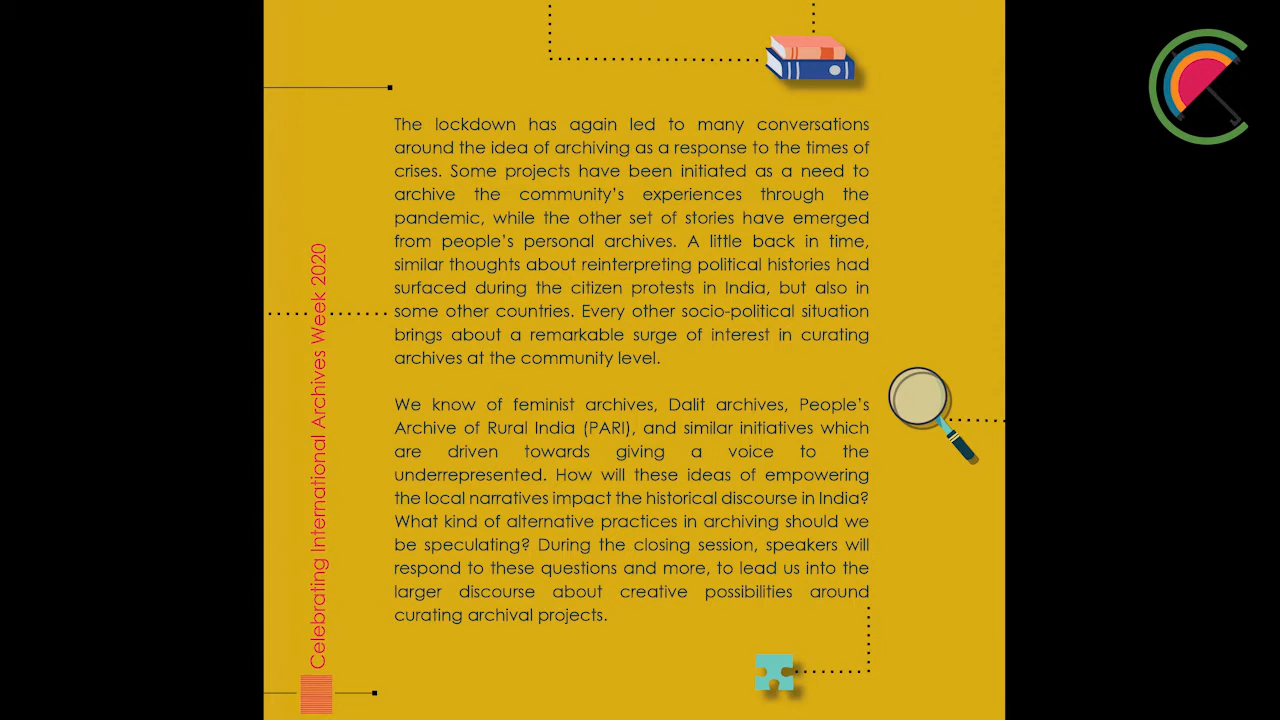 The lockdown has again led to many conversations
around the idea of archiving as a response to the times of
crises. Some projects have been initiated as a need to
archive the community's experiences through the
pandemic, while the other set of stories have emerged
from people's personal archives. A little back in time,
similar thoughts about reinterpreting political histories had
surfaced during the citizen protests in India, but also in
some other countries. Every other socio-political situation
brings about a remarkable surge of interest in curating
archives at the community level.
We know of feminist archives, Dalit archives, People's
Archive of Rural India (PARI), and similar initiatives which
are driven towards giving a voice to the
underrepresented. How will these ideas of empowering
the local narratives impact the historical discourse in India?
What kind of alternative practices in archiving should we
be speculating? During the closing session, speakers will
respond to these questions and more, to lead us into the
larger discourse about creative possibilities around
curating archival projects.
Celebrating International Archives Week 2020